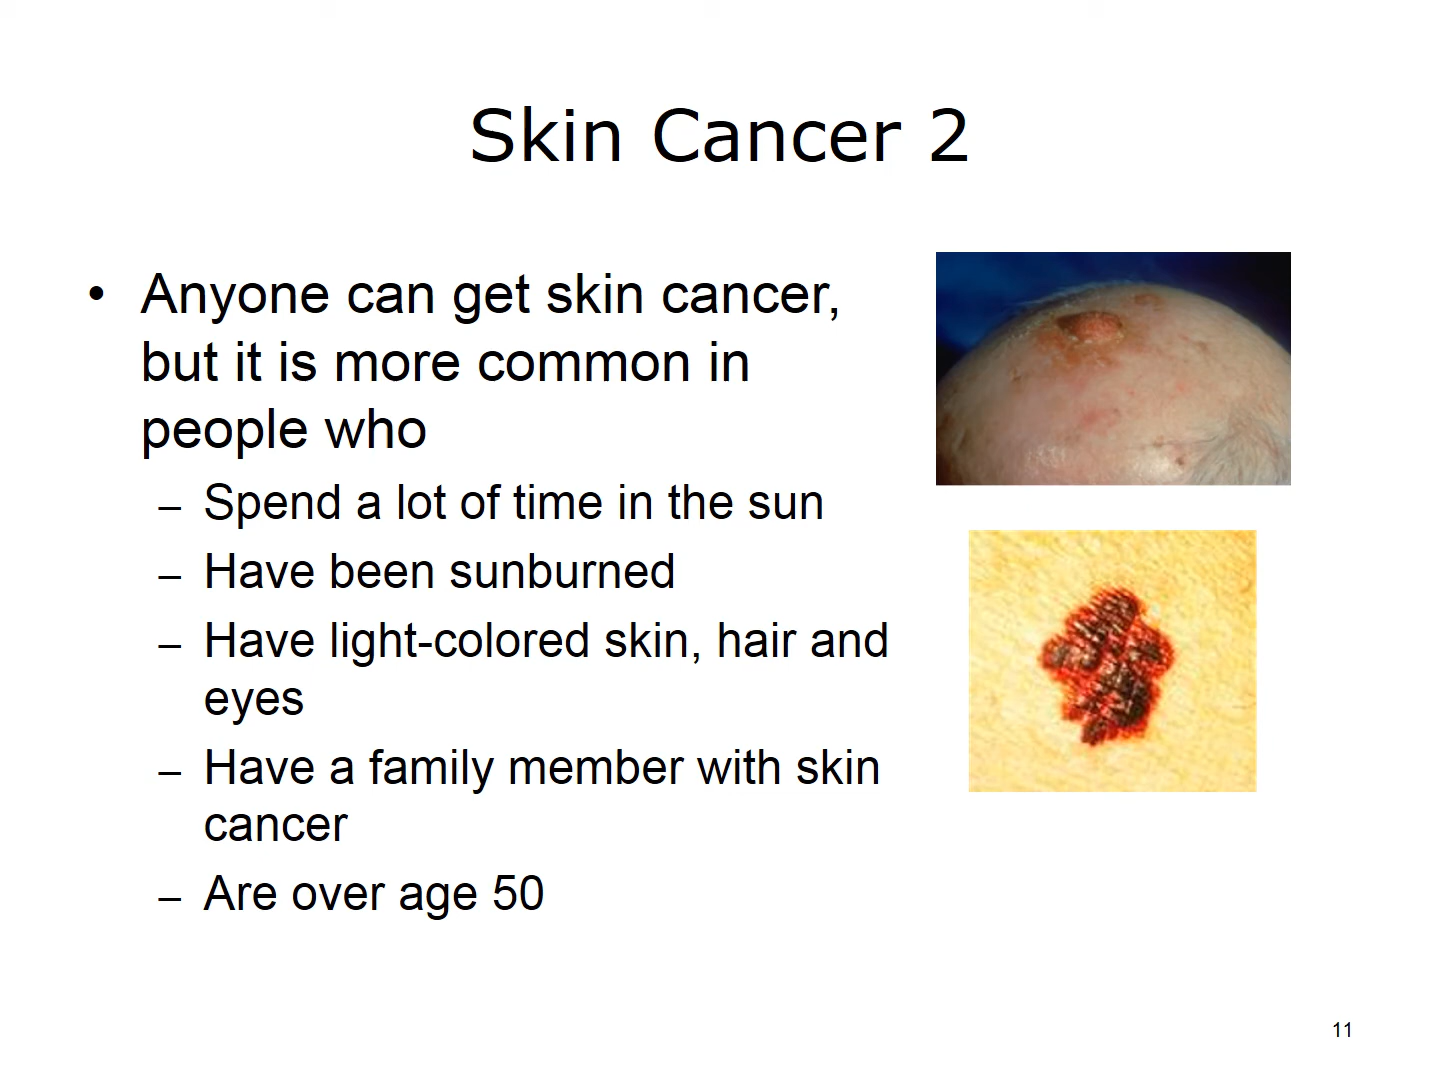 Skin Cancer 2
• Anyone can get skin cancer,
but it is more common in
people who
– Spend a lot of time in the sun
– Have been sunburned
– Have light-colored skin, hair and
eyes
– Have a family member with skin
cancer
– Are over age 50
11